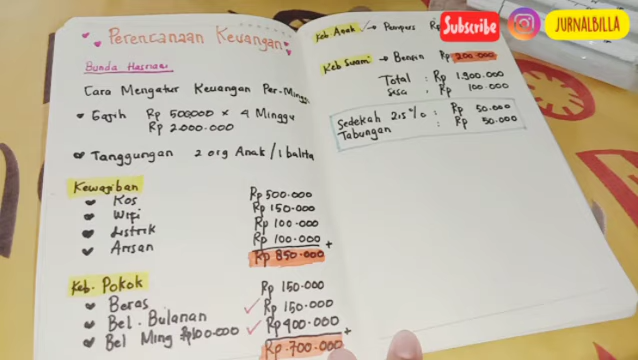 Perencanaan Keuangan
Bunda Hasnau
Cara Mengatur Keuangan Per-Minggu
Gajih Rp 500.000 x 4 Minggu
Rp 2.000.000
Tanggungan 2 org Anak / 1 balita
Kewajiban
Kos Rp 500.000
Wifi Rp 150.000
Listrik Rp 100.000
Arisan Rp 100.000 +
Rp 850.000
Keb. Pokok
Beras Rp 150.000
Bel. Bulanan Rp 150.000
Bel Ming Rp100.000 Rp 400.000 +
Rp.700.000
Keb Anak → Pampers Rp
Keb Suami → Bensin Rp 200.000
Total : Rp 1.900.000
Sisa : Rp 100.000
Sedekah 2,5% : Rp 50.000
Tabungan : Rp 50.000
Subscribe
JURNALBILLA